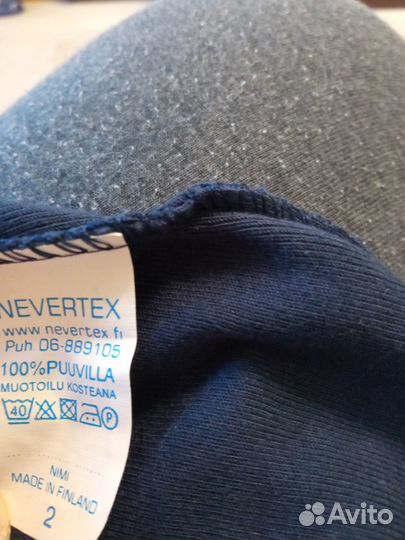 NEVERTEX
www.nevertex.fi
Puh. 06-889105
100%PUUVILLA
MUOTOILU KOSTEANA
40 P
NIMI
MADE IN FINLAND
2
Avito